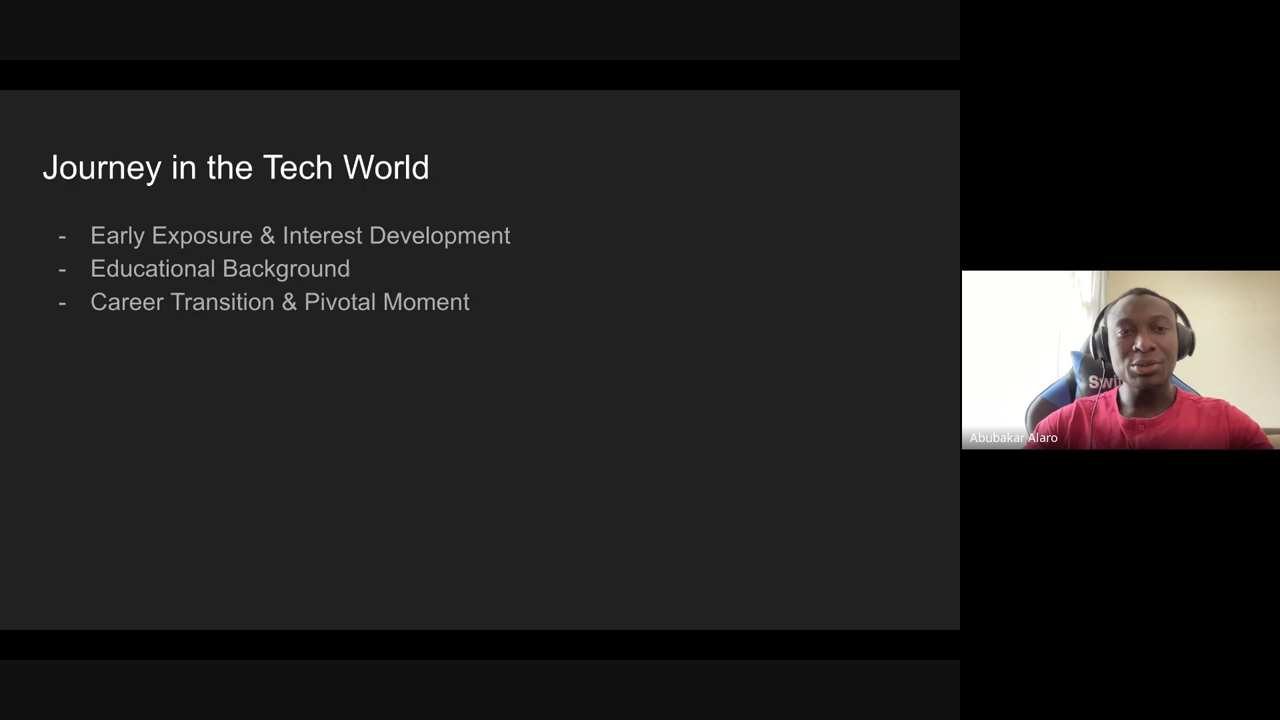 Journey in the Tech World
- Early Exposure & Interest Development
- Educational Background
- Career Transition & Pivotal Moment
Abubakar Alaro